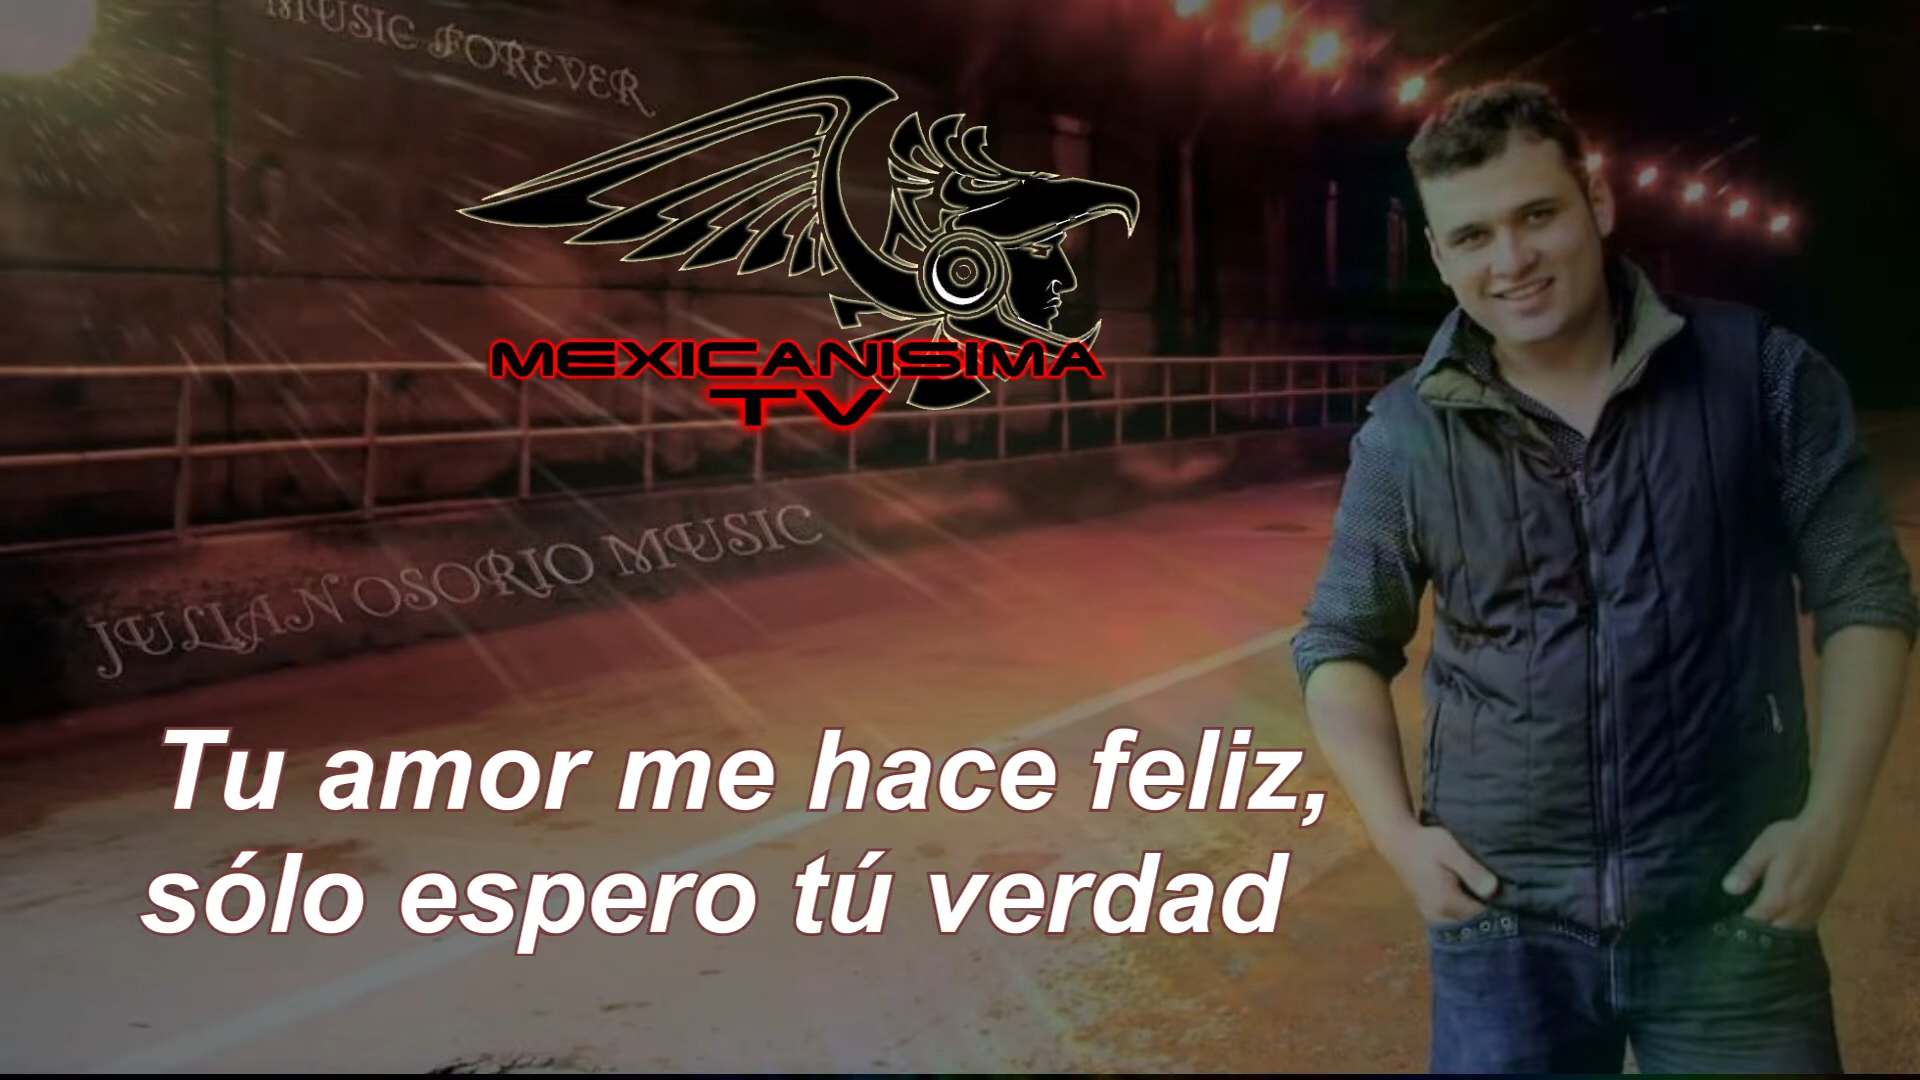 MUSIC FOREVER
MEXICANISIMA
TV
JULIAN OSORIO MUSIC
Tu amor me hace feliz,
sólo espero tú verdad